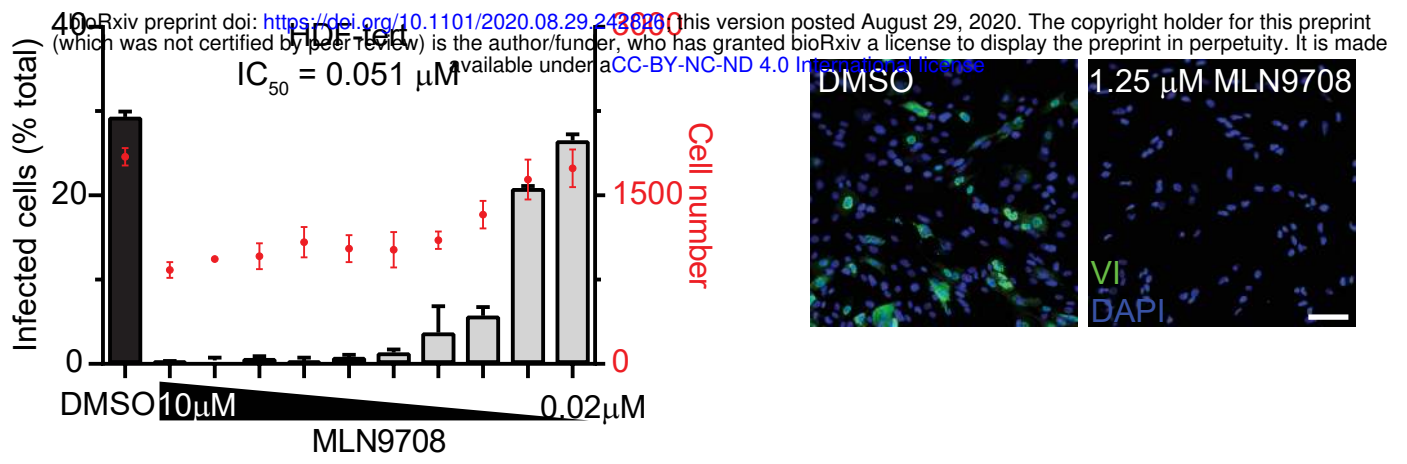 bioRxiv preprint doi: https://doi.org/10.1101/2020.08.29.242826; this version posted August 29, 2020. The copyright holder for this preprint
(which was not certified by peer review) is the author/funder, who has granted bioRxiv a license to display the preprint in perpetuity. It is made
available under aCC-BY-NC-ND 4.0 International license
HDF-tert
IC50 = 0.051 μM
Infected cells (% total)
40
20
0
3000
1500
0
Cell number
DMSO 10μM 0.02μM
MLN9708
DMSO
1.25 μM MLN9708
VI
DAPI